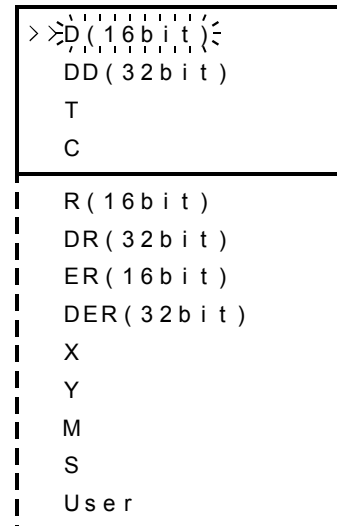 >>D(16bit)
DD(32bit)
T
C
R(16bit)
DR(32bit)
ER(16bit)
DER(32bit)
X
Y
M
S
User